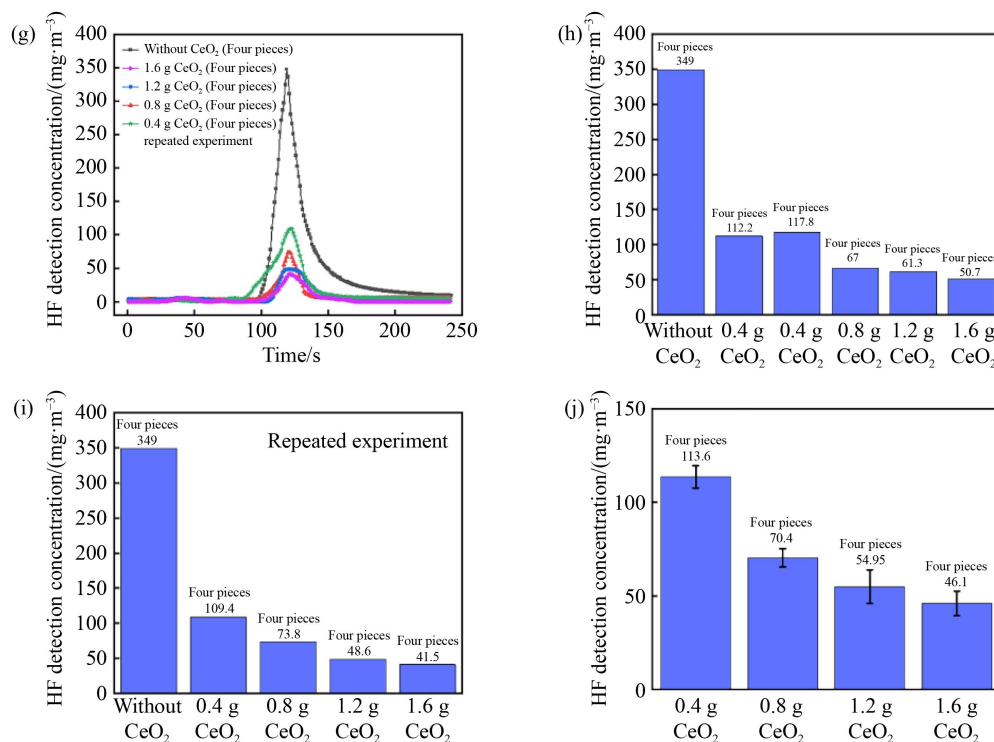 (g)
HF detection concentration/(mg·m⁻³)
400
350
300
250
200
150
100
50
0
Without CeO₂ (Four pieces)
1.6 g CeO₂ (Four pieces)
1.2 g CeO₂ (Four pieces)
0.8 g CeO₂ (Four pieces)
0.4 g CeO₂ (Four pieces)
repeated experiment
0 50 100 150 200 250
Time/s
(h)
HF detection concentration/(mg·m⁻³)
400
350
300
250
200
150
100
50
0
Four pieces
349
Four pieces
112.2
Four pieces
117.8
Four pieces
67
Four pieces
61.3
Four pieces
50.7
Without 0.4 g 0.4 g 0.8 g 1.2 g 1.6 g
CeO₂ CeO₂ CeO₂ CeO₂ CeO₂ CeO₂
(i)
HF detection concentration/(mg·m⁻³)
400
350
300
250
200
150
100
50
0
Repeated experiment
Four pieces
349
Four pieces
109.4
Four pieces
73.8
Four pieces
48.6
Four pieces
41.5
Without 0.4 g 0.8 g 1.2 g 1.6 g
CeO₂ CeO₂ CeO₂ CeO₂ CeO₂
(j)
HF detection concentration/(mg·m⁻³)
150
100
50
0
Four pieces
113.6
Four pieces
70.4
Four pieces
54.95
Four pieces
46.1
0.4 g 0.8 g 1.2 g 1.6 g
CeO₂ CeO₂ CeO₂ CeO₂